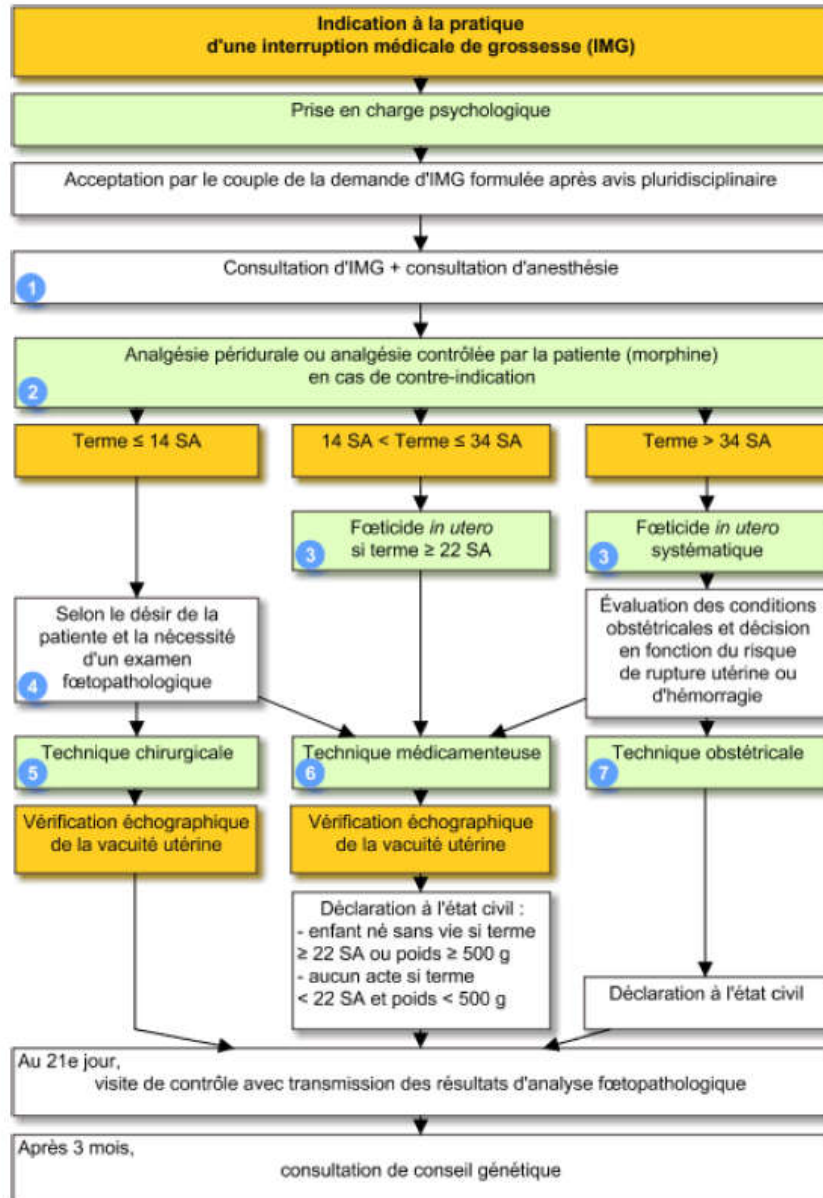 Indication à la pratique
d'une interruption médicale de grossesse (IMG)
Prise en charge psychologique
Acceptation par le couple de la demande d'IMG formulée après avis pluridisciplinaire
Consultation d'IMG + consultation d'anesthésie
1
Analgésie péridurale ou analgésie contrôlée par la patiente (morphine)
en cas de contre-indication
2
Terme ≤ 14 SA
14 SA < Terme ≤ 34 SA
Terme > 34 SA
Fœticide in utero
si terme ≥ 22 SA
3
Fœticide in utero
systématique
3
Selon le désir de la
patiente et la nécessité
d'un examen
fœtopathologique
4
Évaluation des conditions
obstétricales et décision
en fonction du risque
de rupture utérine ou
d'hémorragie
Technique chirurgicale
5
Technique médicamenteuse
6
Technique obstétricale
7
Vérification échographique
de la vacuité utérine
Vérification échographique
de la vacuité utérine
Déclaration à l'état civil :
- enfant né sans vie si terme
≥ 22 SA ou poids ≥ 500 g
- aucun acte si terme
< 22 SA et poids < 500 g
Déclaration à l'état civil
Au 21e jour,
visite de contrôle avec transmission des résultats d'analyse fœtopathologique
Après 3 mois,
consultation de conseil génétique